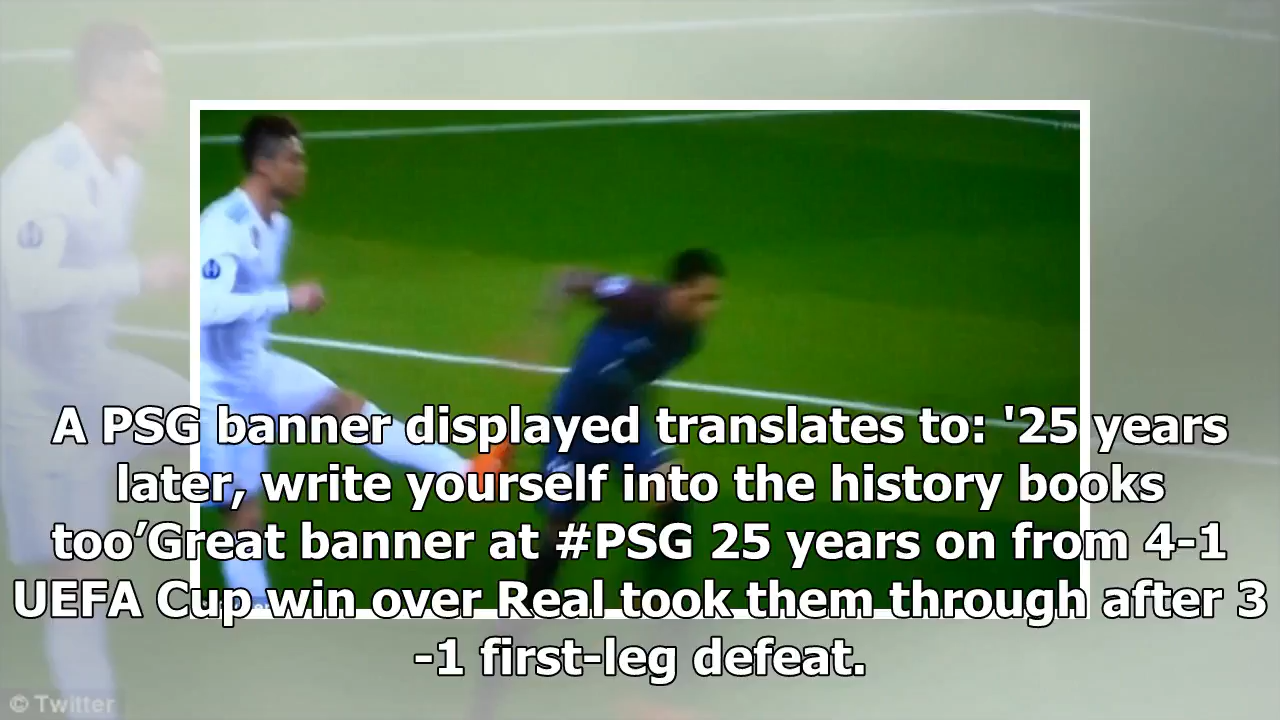 A PSG banner displayed translates to: '25 years
later, write yourself into the history books
too’Great banner at #PSG 25 years on from 4-1
UEFA Cup win over Real took them through after 3
-1 first-leg defeat.
© Twitter